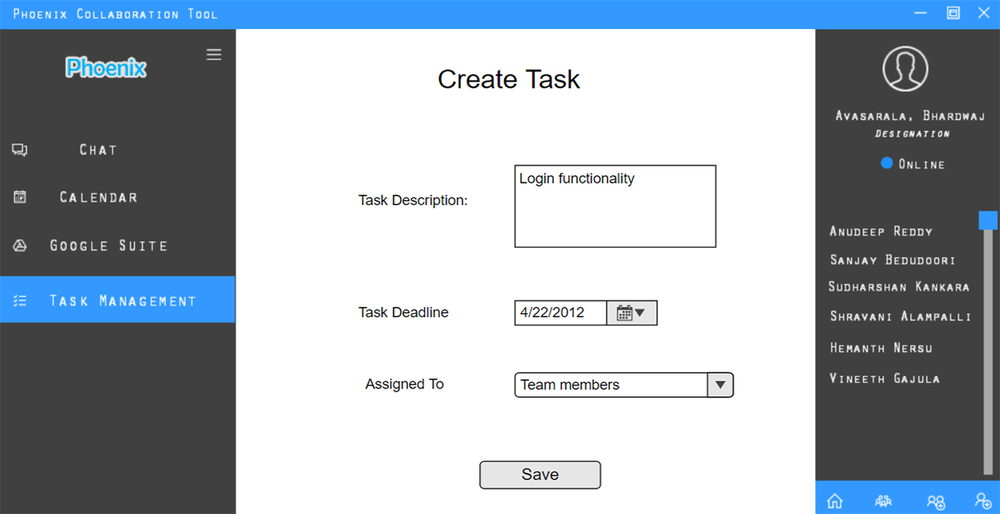 Phoenix Collaboration Tool
Phoenix
Chat
Calendar
Google Suite
Task Management
Create Task
Task Description:
Login functionality
Task Deadline
4/22/2012
Assigned To
Team members
Save
Avasarala, Bhardwaj
Designation
Online
Anudeep Reddy
Sanjay Bedudoori
Sudharshan Kankara
Shravani Alampalli
Hemanth Nersu
Vineeth Gajula